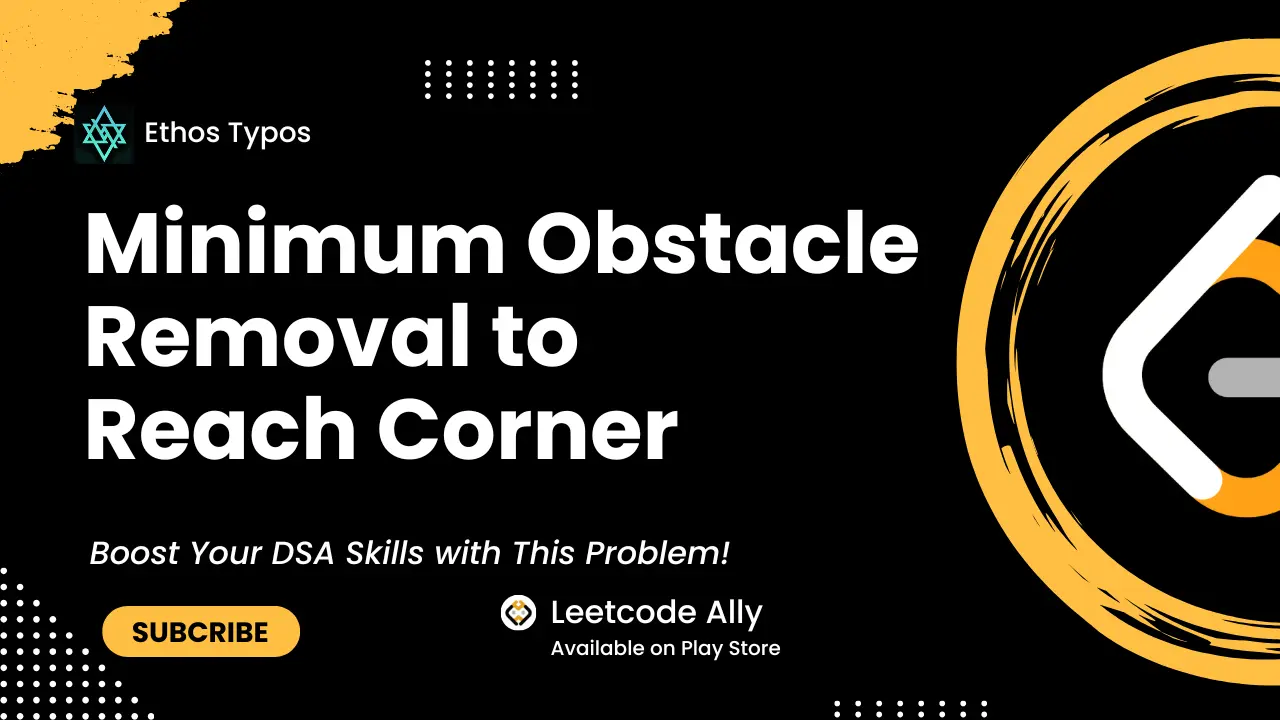 Ethos Typos
Minimum Obstacle
Removal to
Reach Corner
Boost Your DSA Skills with This Problem!
SUBCRIBE
Leetcode Ally
Available on Play Store